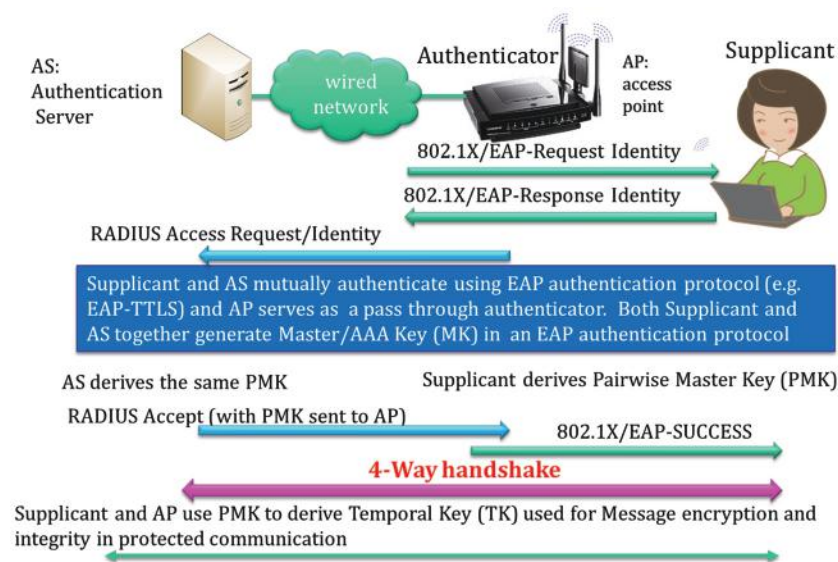 AS:
Authentication
Server
wired
network
Authenticator
AP:
access
point
Supplicant
802.1X/EAP-Request Identity
802.1X/EAP-Response Identity
RADIUS Access Request/Identity
Supplicant and AS mutually authenticate using EAP authentication protocol (e.g.
EAP-TTLS) and AP serves as a pass through authenticator. Both Supplicant and
AS together generate Master/AAA Key (MK) in an EAP authentication protocol
AS derives the same PMK
Supplicant derives Pairwise Master Key (PMK)
RADIUS Accept (with PMK sent to AP)
802.1X/EAP-SUCCESS
4-Way handshake
Supplicant and AP use PMK to derive Temporal Key (TK) used for Message encryption and
integrity in protected communication